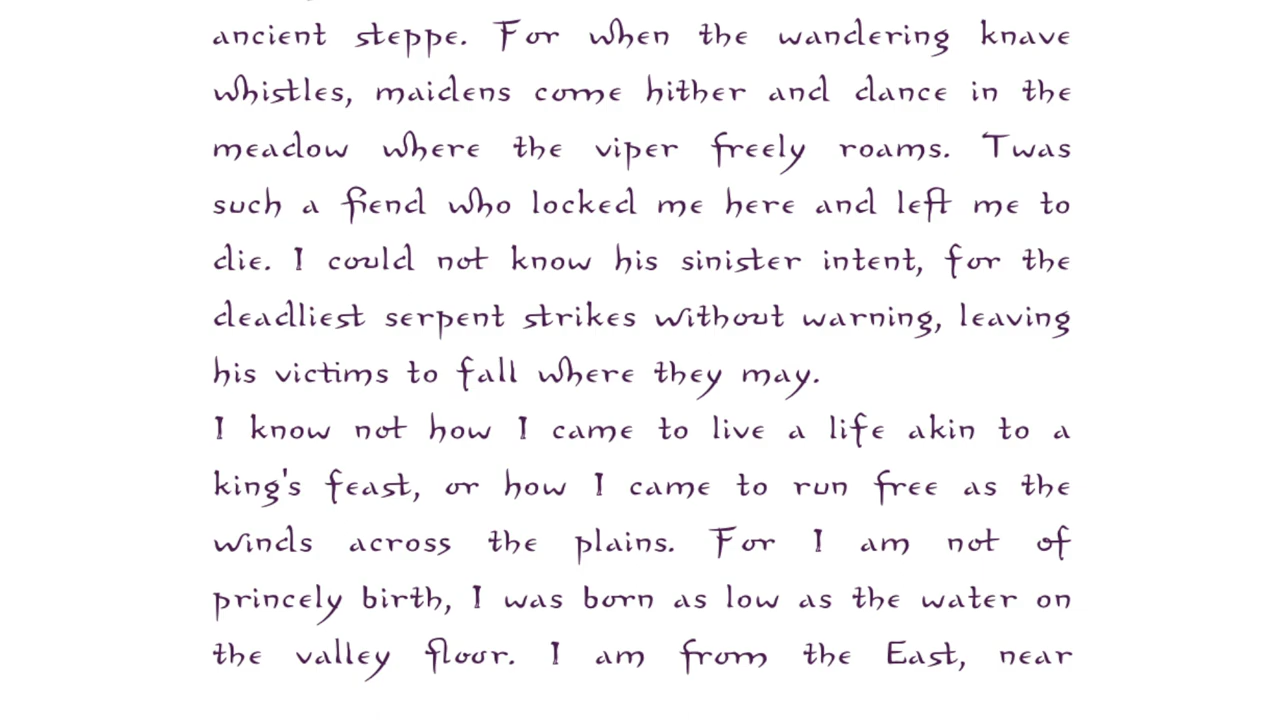 ancient steppe. For when the wandering knave
whistles, maidens come hither and dance in the
meadow where the viper freely roams. Twas
such a fiend who locked me here and left me to
die. I could not know his sinister intent, for the
deadliest serpent strikes without warning, leaving
his victims to fall where they may.
I know not how I came to live a life akin to a
king's feast, or how I came to run free as the
winds across the plains. For I am not of
princely birth, I was born as low as the water on
the valley floor. I am from the East, near